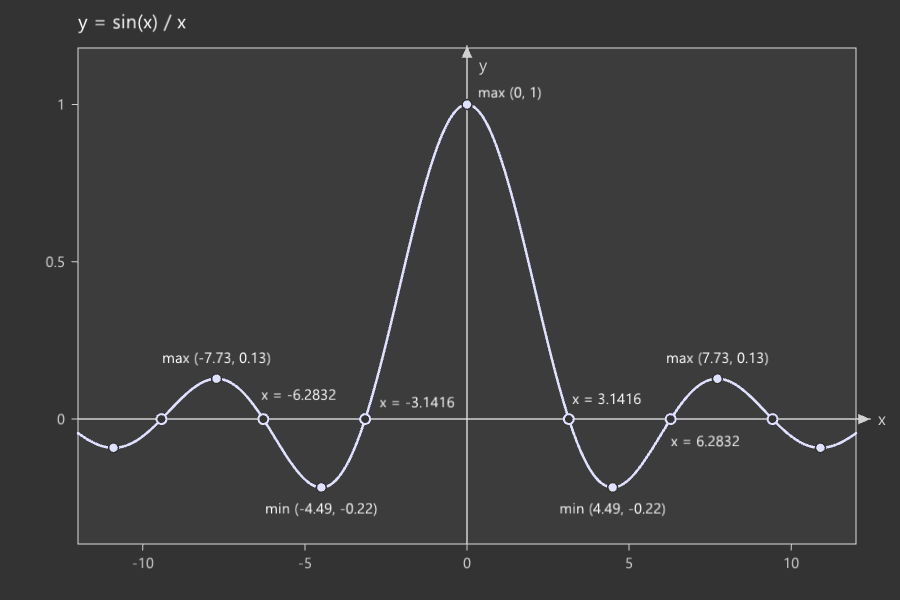 y = sin(x) / x
y
max (0, 1)
1
0.5
max (-7.73, 0.13)
max (7.73, 0.13)
x = -6.2832
x = -3.1416
x = 3.1416
0
x
x = 6.2832
min (-4.49, -0.22)
min (4.49, -0.22)
-10
-5
0
5
10